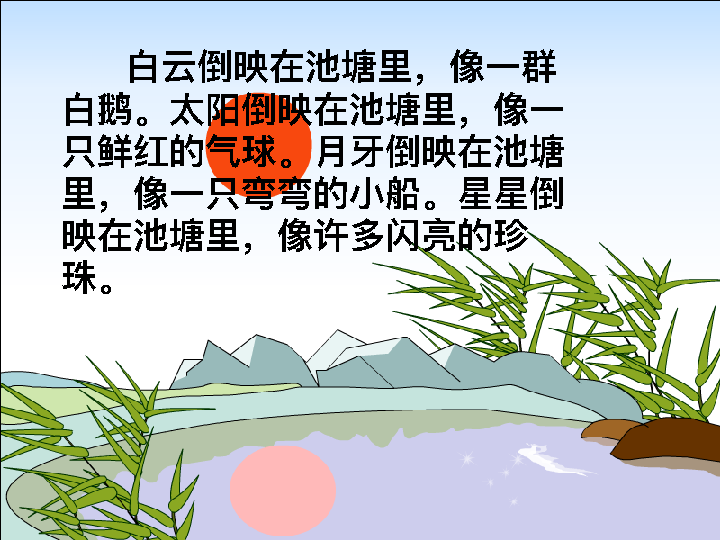 白云倒映在池塘里，像一群
白鹅。太阳倒映在池塘里，像一
只鲜红的气球。月牙倒映在池塘
里，像一只弯弯的小船。星星倒
映在池塘里，像许多闪亮的珍
珠。